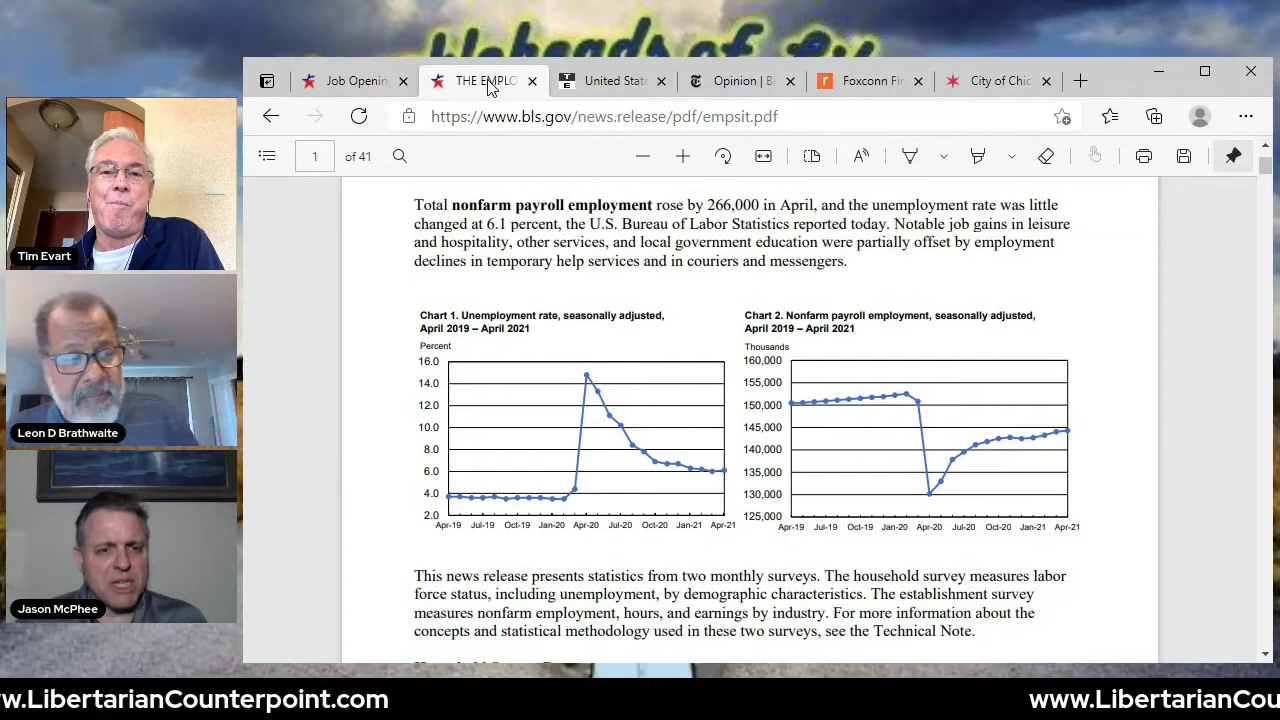 Job Openin
THE EMPLO
United State
Opinion | B
Foxconn Fir
City of Chic
https://www.bls.gov/news.release/pdf/empsit.pdf
1 of 41
Total nonfarm payroll employment rose by 266,000 in April, and the unemployment rate was little
changed at 6.1 percent, the U.S. Bureau of Labor Statistics reported today. Notable job gains in leisure
and hospitality, other services, and local government education were partially offset by employment
declines in temporary help services and in couriers and messengers.
Chart 1. Unemployment rate, seasonally adjusted,
April 2019 – April 2021
Percent
16.0
14.0
12.0
10.0
8.0
6.0
4.0
2.0
Apr-19 Jul-19 Oct-19 Jan-20 Apr-20 Jul-20 Oct-20 Jan-21 Apr-21
Chart 2. Nonfarm payroll employment, seasonally adjusted,
April 2019 – April 2021
Thousands
160,000
155,000
150,000
145,000
140,000
135,000
130,000
125,000
Apr-19 Jul-19 Oct-19 Jan-20 Apr-20 Jul-20 Oct-20 Jan-21 Apr-21
This news release presents statistics from two monthly surveys. The household survey measures labor
force status, including unemployment, by demographic characteristics. The establishment survey
measures nonfarm employment, hours, and earnings by industry. For more information about the
concepts and statistical methodology used in these two surveys, see the Technical Note.
Tim Evart
Leon D Brathwaite
Jason McPhee
w.LibertarianCounterpoint.com
www.LibertarianCou